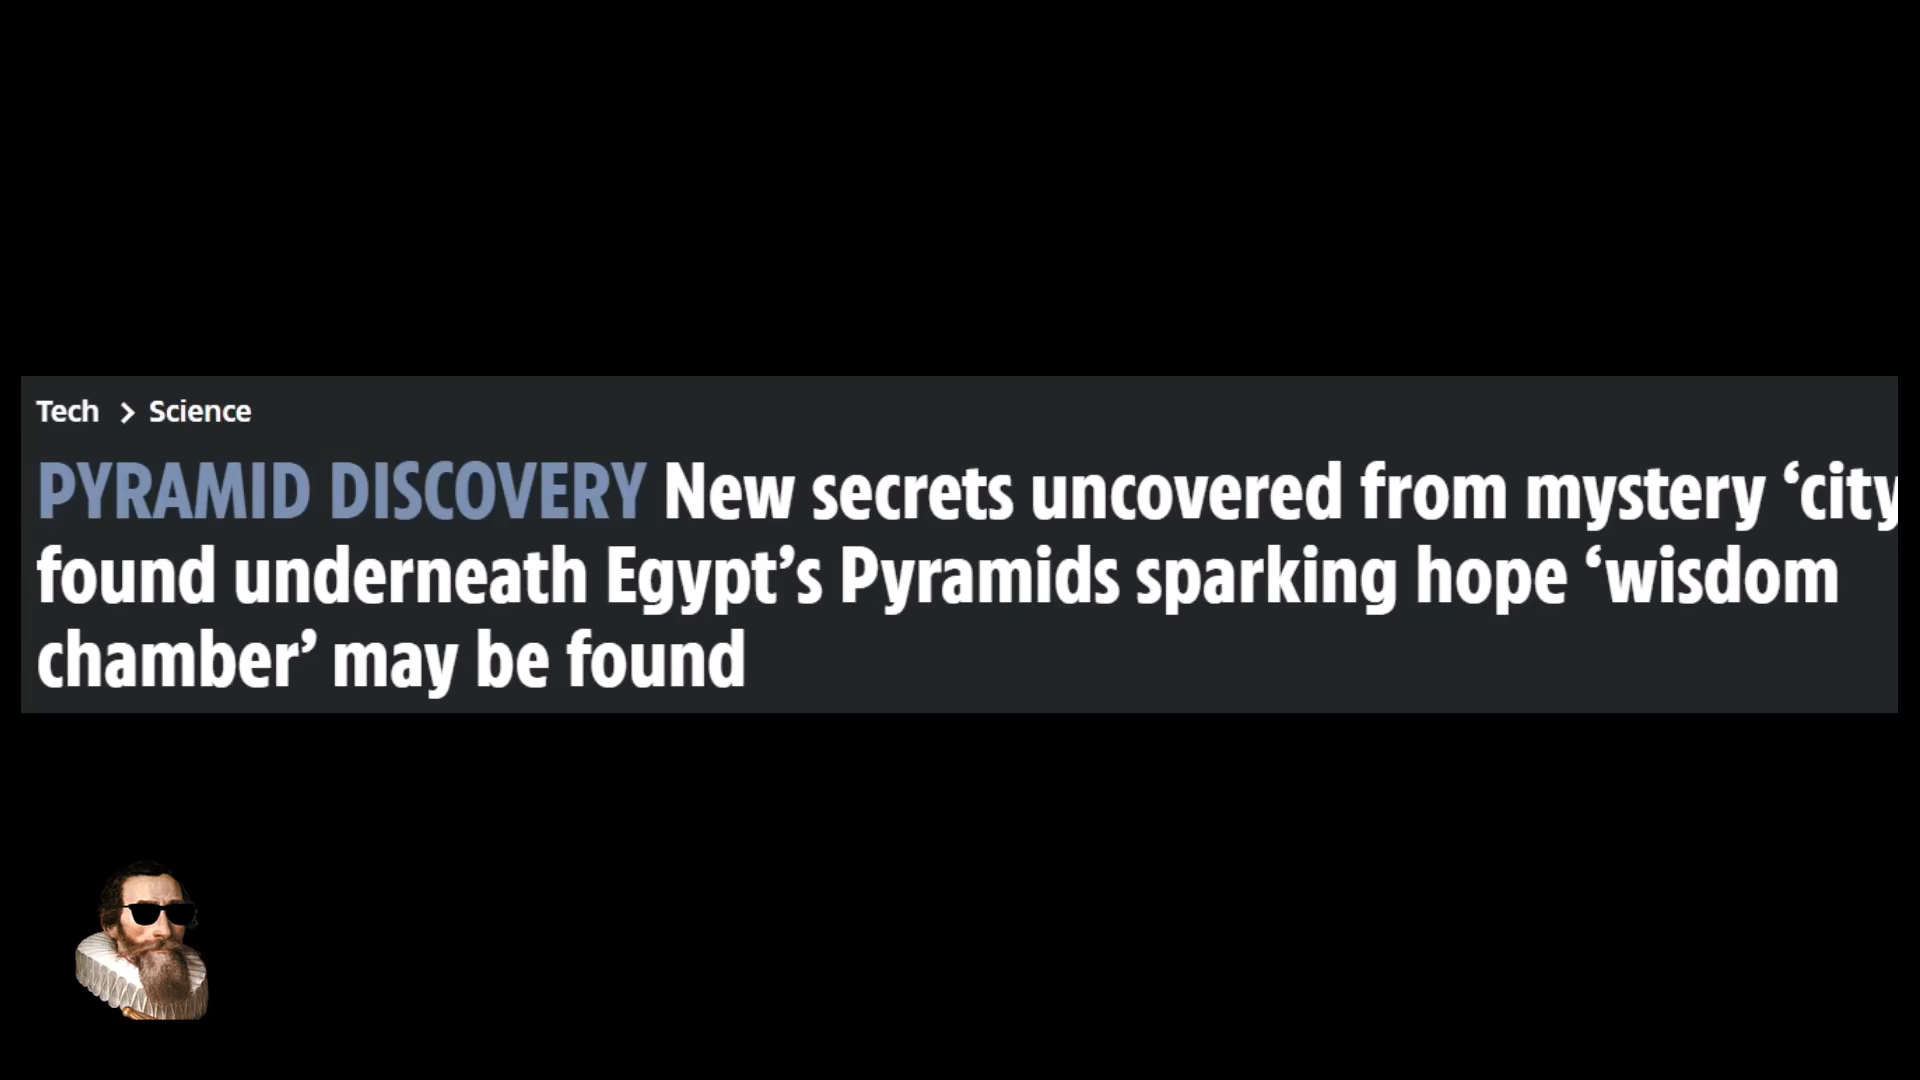 Tech > Science
PYRAMID DISCOVERY New secrets uncovered from mystery ‘city
found underneath Egypt’s Pyramids sparking hope ‘wisdom
chamber’ may be found